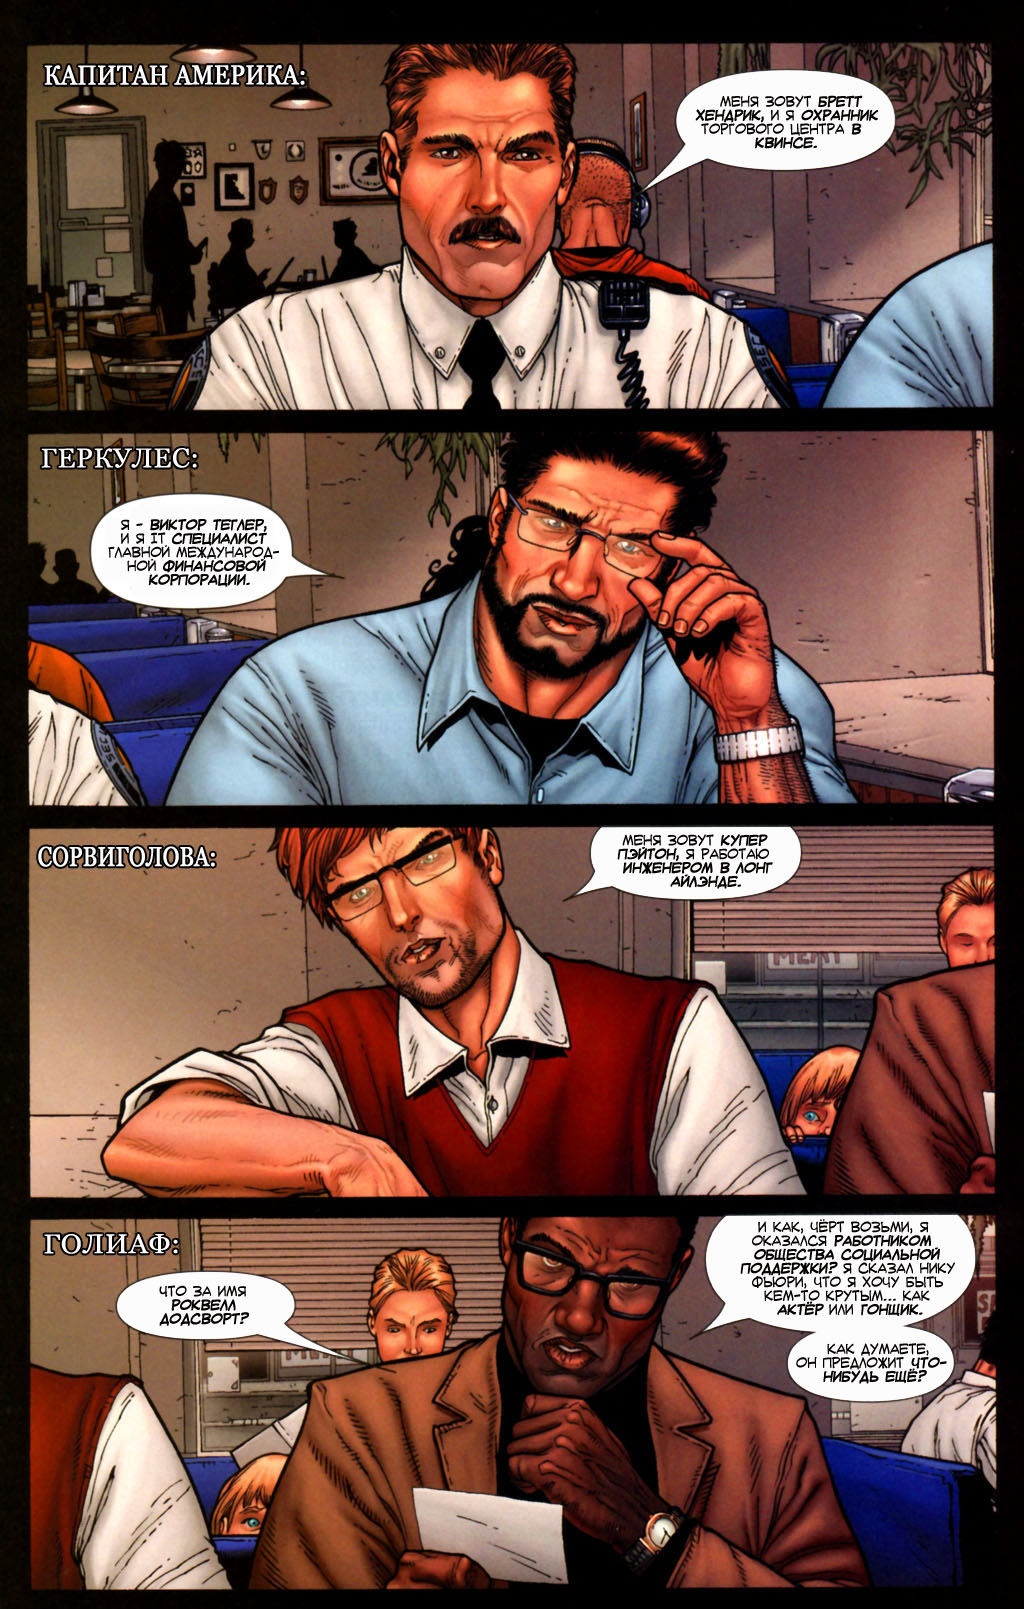 КАПИТАН АМЕРИКА:
МЕНЯ ЗОВУТ БРЕТТ
ХЕНДРИК, И Я ОХРАННИК
ТОРГОВОГО ЦЕНТРА В
КВИНСЕ.
ГЕРКУЛЕС:
Я - ВИКТОР ТЕГЛЕР,
И Я IT СПЕЦИАЛИСТ
ГЛАВНОЙ МЕЖДУНАРОД-
НОЙ ФИНАНСОВОЙ
КОРПОРАЦИИ.
SEC
СОРВИГОЛОВА:
МЕНЯ ЗОВУТ КУПЕР
ПЭЙТОН, Я РАБОТАЮ
ИНЖЕНЕРОМ В ЛОНГ
АЙЛЭНДЕ.
MEAT
ГОЛИАФ:
ЧТО ЗА ИМЯ
РОКВЕЛЛ
ДОДСВОРТ?
И КАК, ЧЁРТ ВОЗЬМИ, Я
ОКАЗАЛСЯ РАБОТНИКОМ
ОБЩЕСТВА СОЦИАЛЬНОЙ
ПОДДЕРЖКИ? Я СКАЗАЛ НИКУ
ФЬЮРИ, ЧТО Я ХОЧУ БЫТЬ
КЕМ-ТО КРУТЫМ... КАК
АКТЁР ИЛИ ГОНЩИК.
КАК ДУМАЕТЕ,
ОН ПРЕДЛОЖИТ ЧТО-
НИБУДЬ ЕЩЁ?